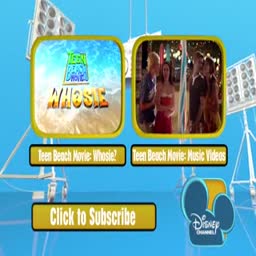 TEEN
BEACH
MOVIE
WHOSIE
Teen Beach Movie: Whosie?
Teen Beach Movie: Music Videos
Click to Subscribe
Disney
CHANNEL